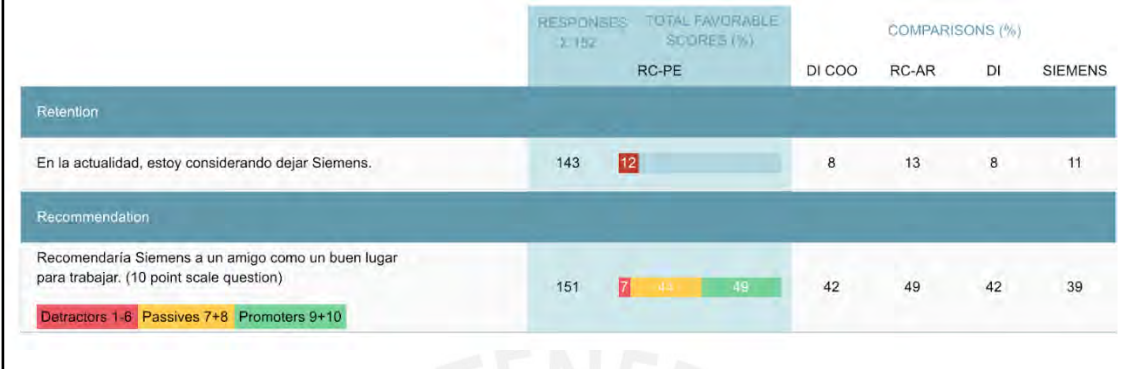 RESPONSES TOTAL FAVORABLE COMPARISONS (%)
Σ 152 SCORES (%)
RC-PE DI COO RC-AR DI SIEMENS
Retention
En la actualidad, estoy considerando dejar Siemens. 143 12 8 13 8 11
Recommendation
Recomendaría Siemens a un amigo como un buen lugar
para trabajar. (10 point scale question)
151 7 44 49 42 49 42 39
Detractors 1-6 Passives 7+8 Promoters 9+10
TENE